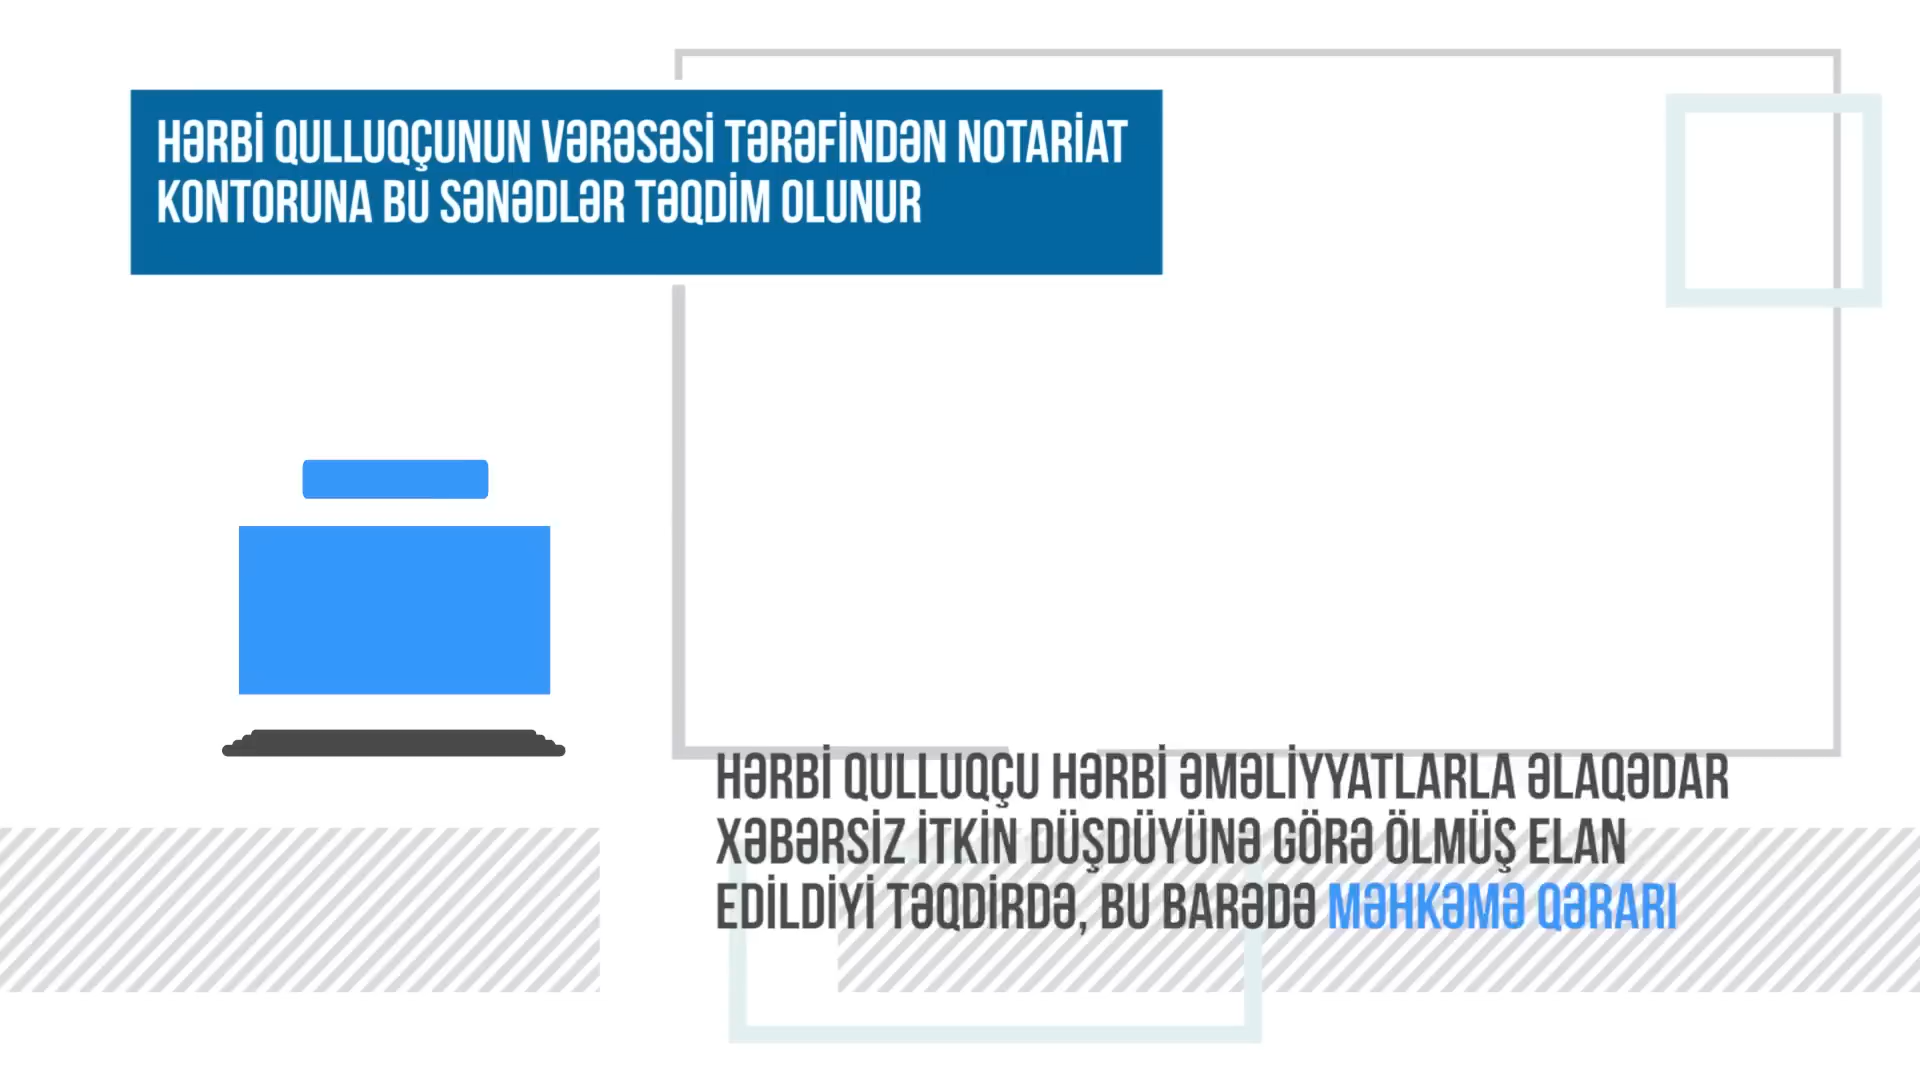 HƏRBİ QULLUQÇUNUN VƏRƏSƏSİ TƏRƏFİNDƏN NOTARİAT
KONTORUNA BU SƏNƏDLƏR TƏQDİM OLUNUR
HƏRBİ QULLUQÇU HƏRBİ ƏMƏLİYYATLARLA ƏLAQƏDAR
XƏBƏRSİZ İTKİN DÜŞDÜYÜNƏ GÖRƏ ÖLMÜŞ ELAN
EDİLDİYİ TƏQDİRDƏ, BU BARƏDƏ MƏHKƏMƏ QƏRARI